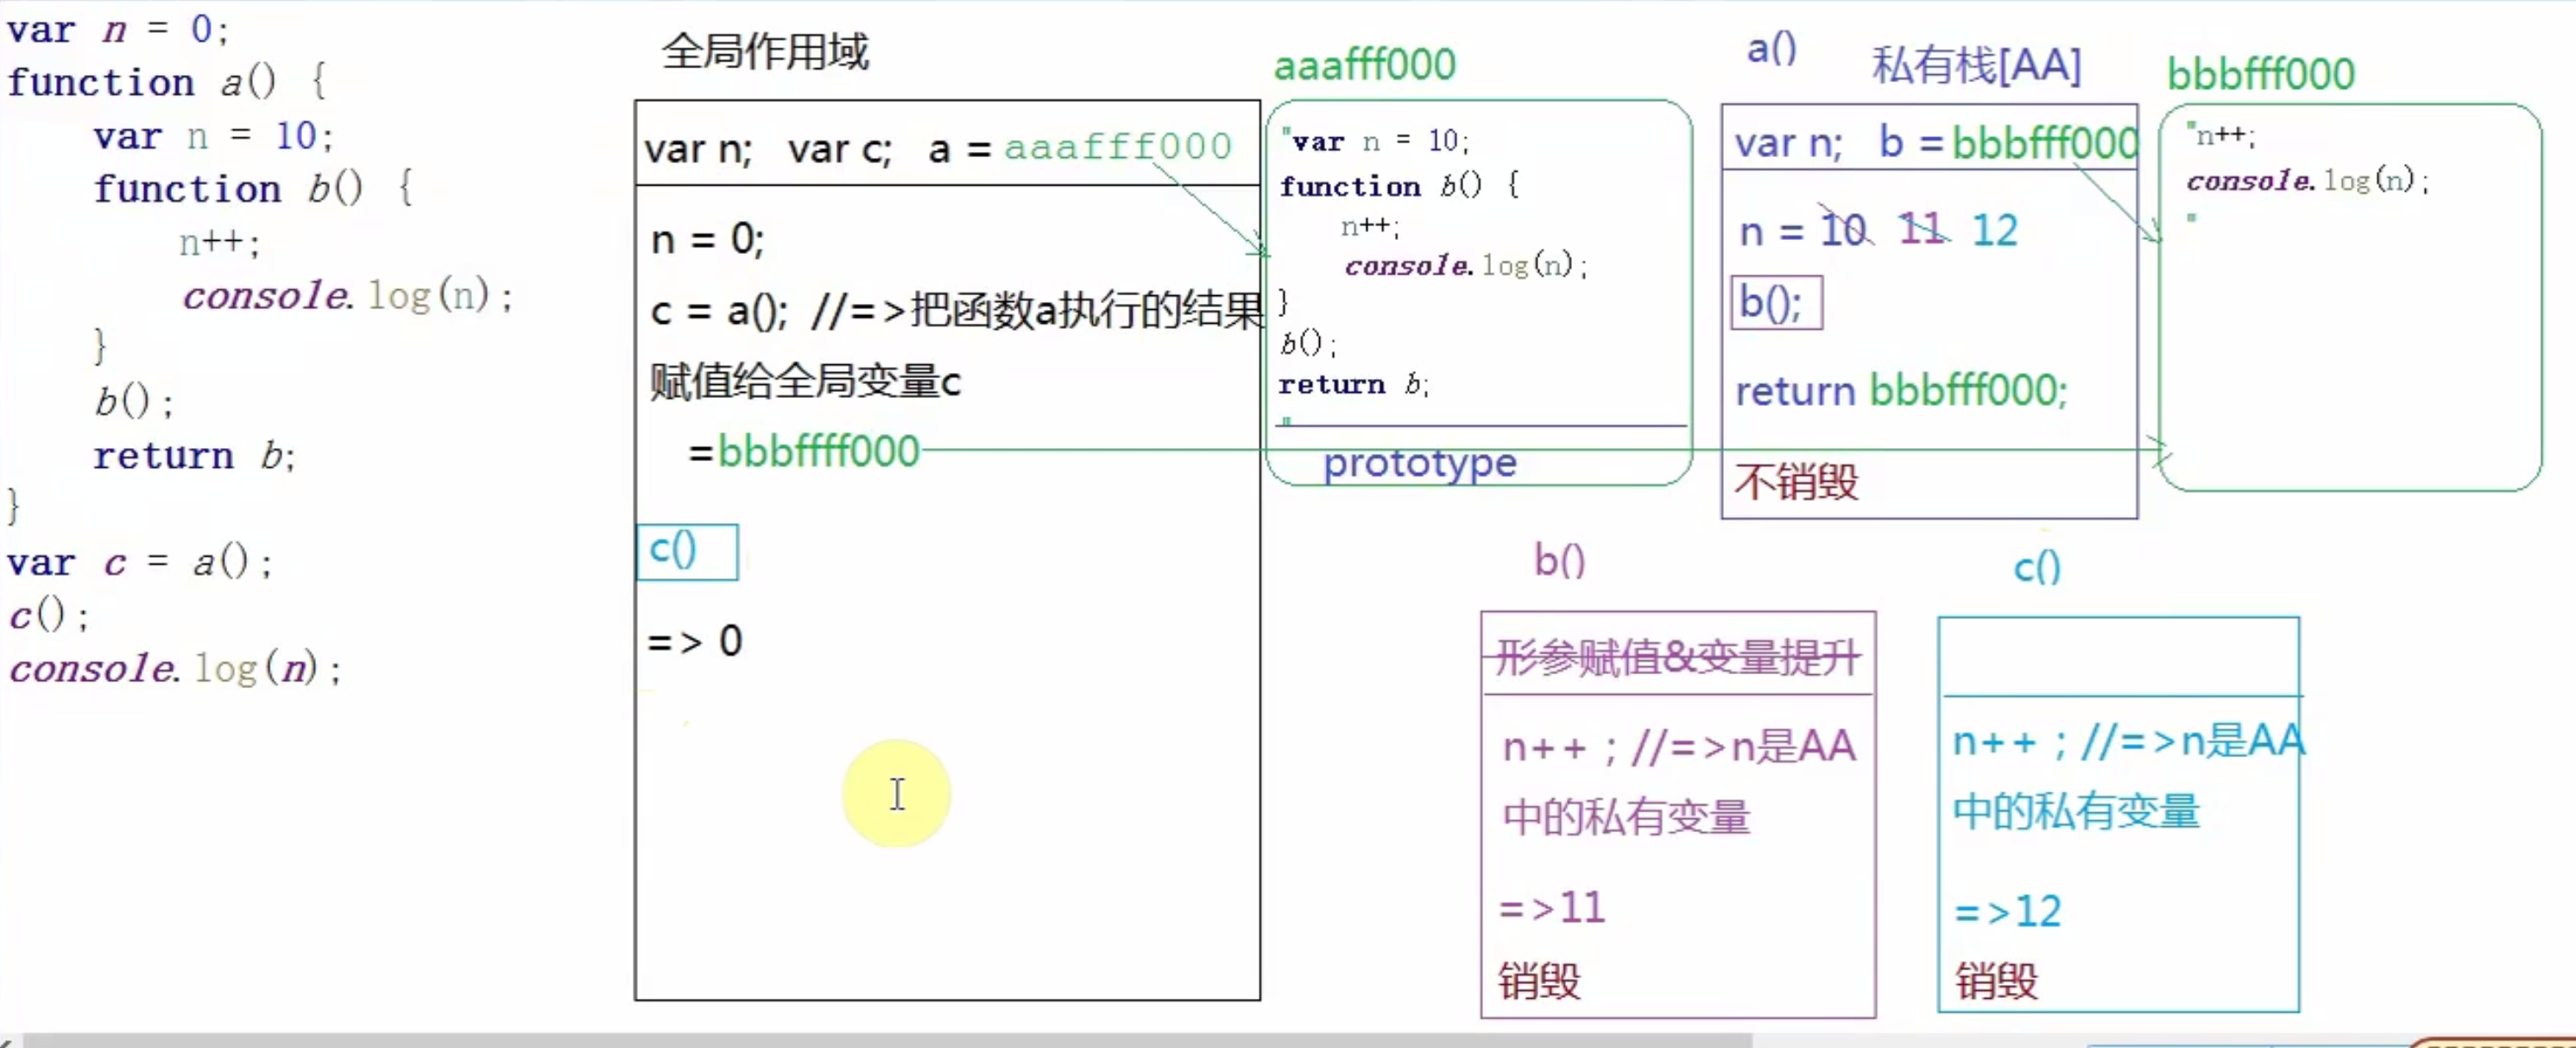 var n = 0;
function a() {
    var n = 10;
    function b() {
        n++;
        console.log(n);
    }
    b();
    return b;
}
var c = a();
c();
console.log(n);
全局作用域
var n;   var c;   a = aaafff000
n = 0;
c = a();  //=>把函数a执行的结果
赋值给全局变量c
=bbbffff000
c()
=> 0
aaafff000
"var n = 10;
function b() {
    n++;
    console.log(n);
}
b();
return b;
"
prototype
a()   私有栈[AA]
var n;   b = bbbfff000
n = 10  11  12
b();
return bbbfff000;
不销毁
bbbfff000
"n++;
console.log(n);
"
b()
形参赋值&变量提升
n++ ; //=>n是AA
中的私有变量
=>11
销毁
c()
n++ ; //=>n是AA
中的私有变量
=>12
销毁